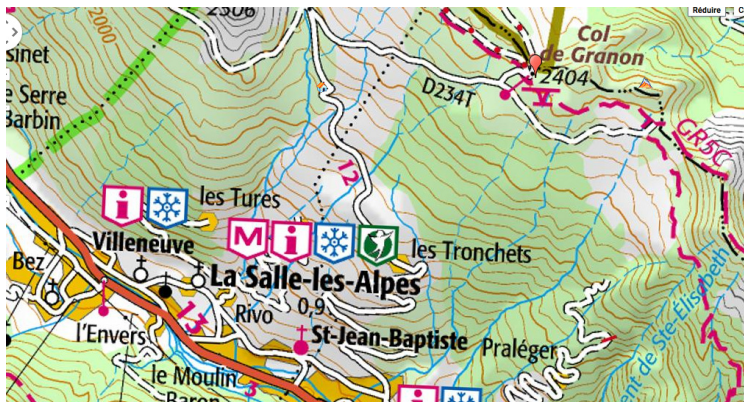 Réduire
2506
2000
Col
de Granon
2404
sinet
D234T
e Serre
Barbin
GR5C
12
i
les Tures
M i
Villeneuve
les Tronchets
Bez
La Salle-les-Alpes
0,9
13
Rivo
l'Envers
St-Jean-Baptiste
Praléger
ent de Ste-Élisabeth
le Moulin
3
Baron
i